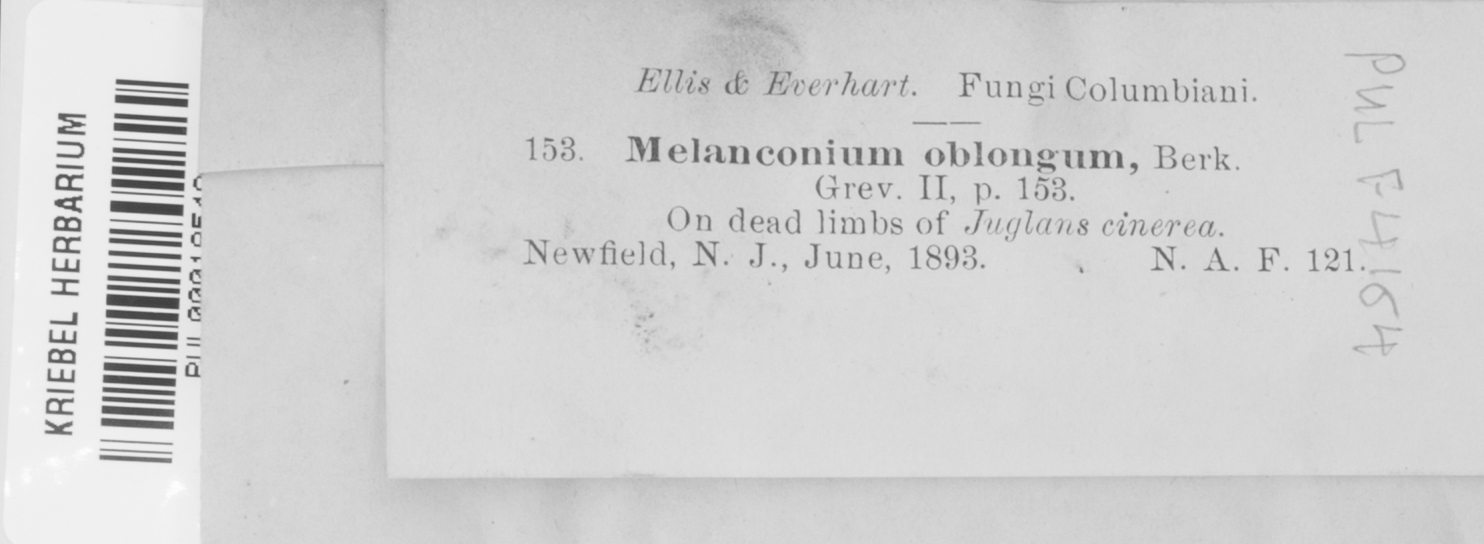 Ellis & Everhart. Fungi Columbiani.
153. Melanconium oblongum, Berk.
Grev. II, p. 153.
On dead limbs of Juglans cinerea.
Newfield, N. J., June, 1893. N. A. F. 121.
PUL F4164
KRIEBEL HERBARIUM